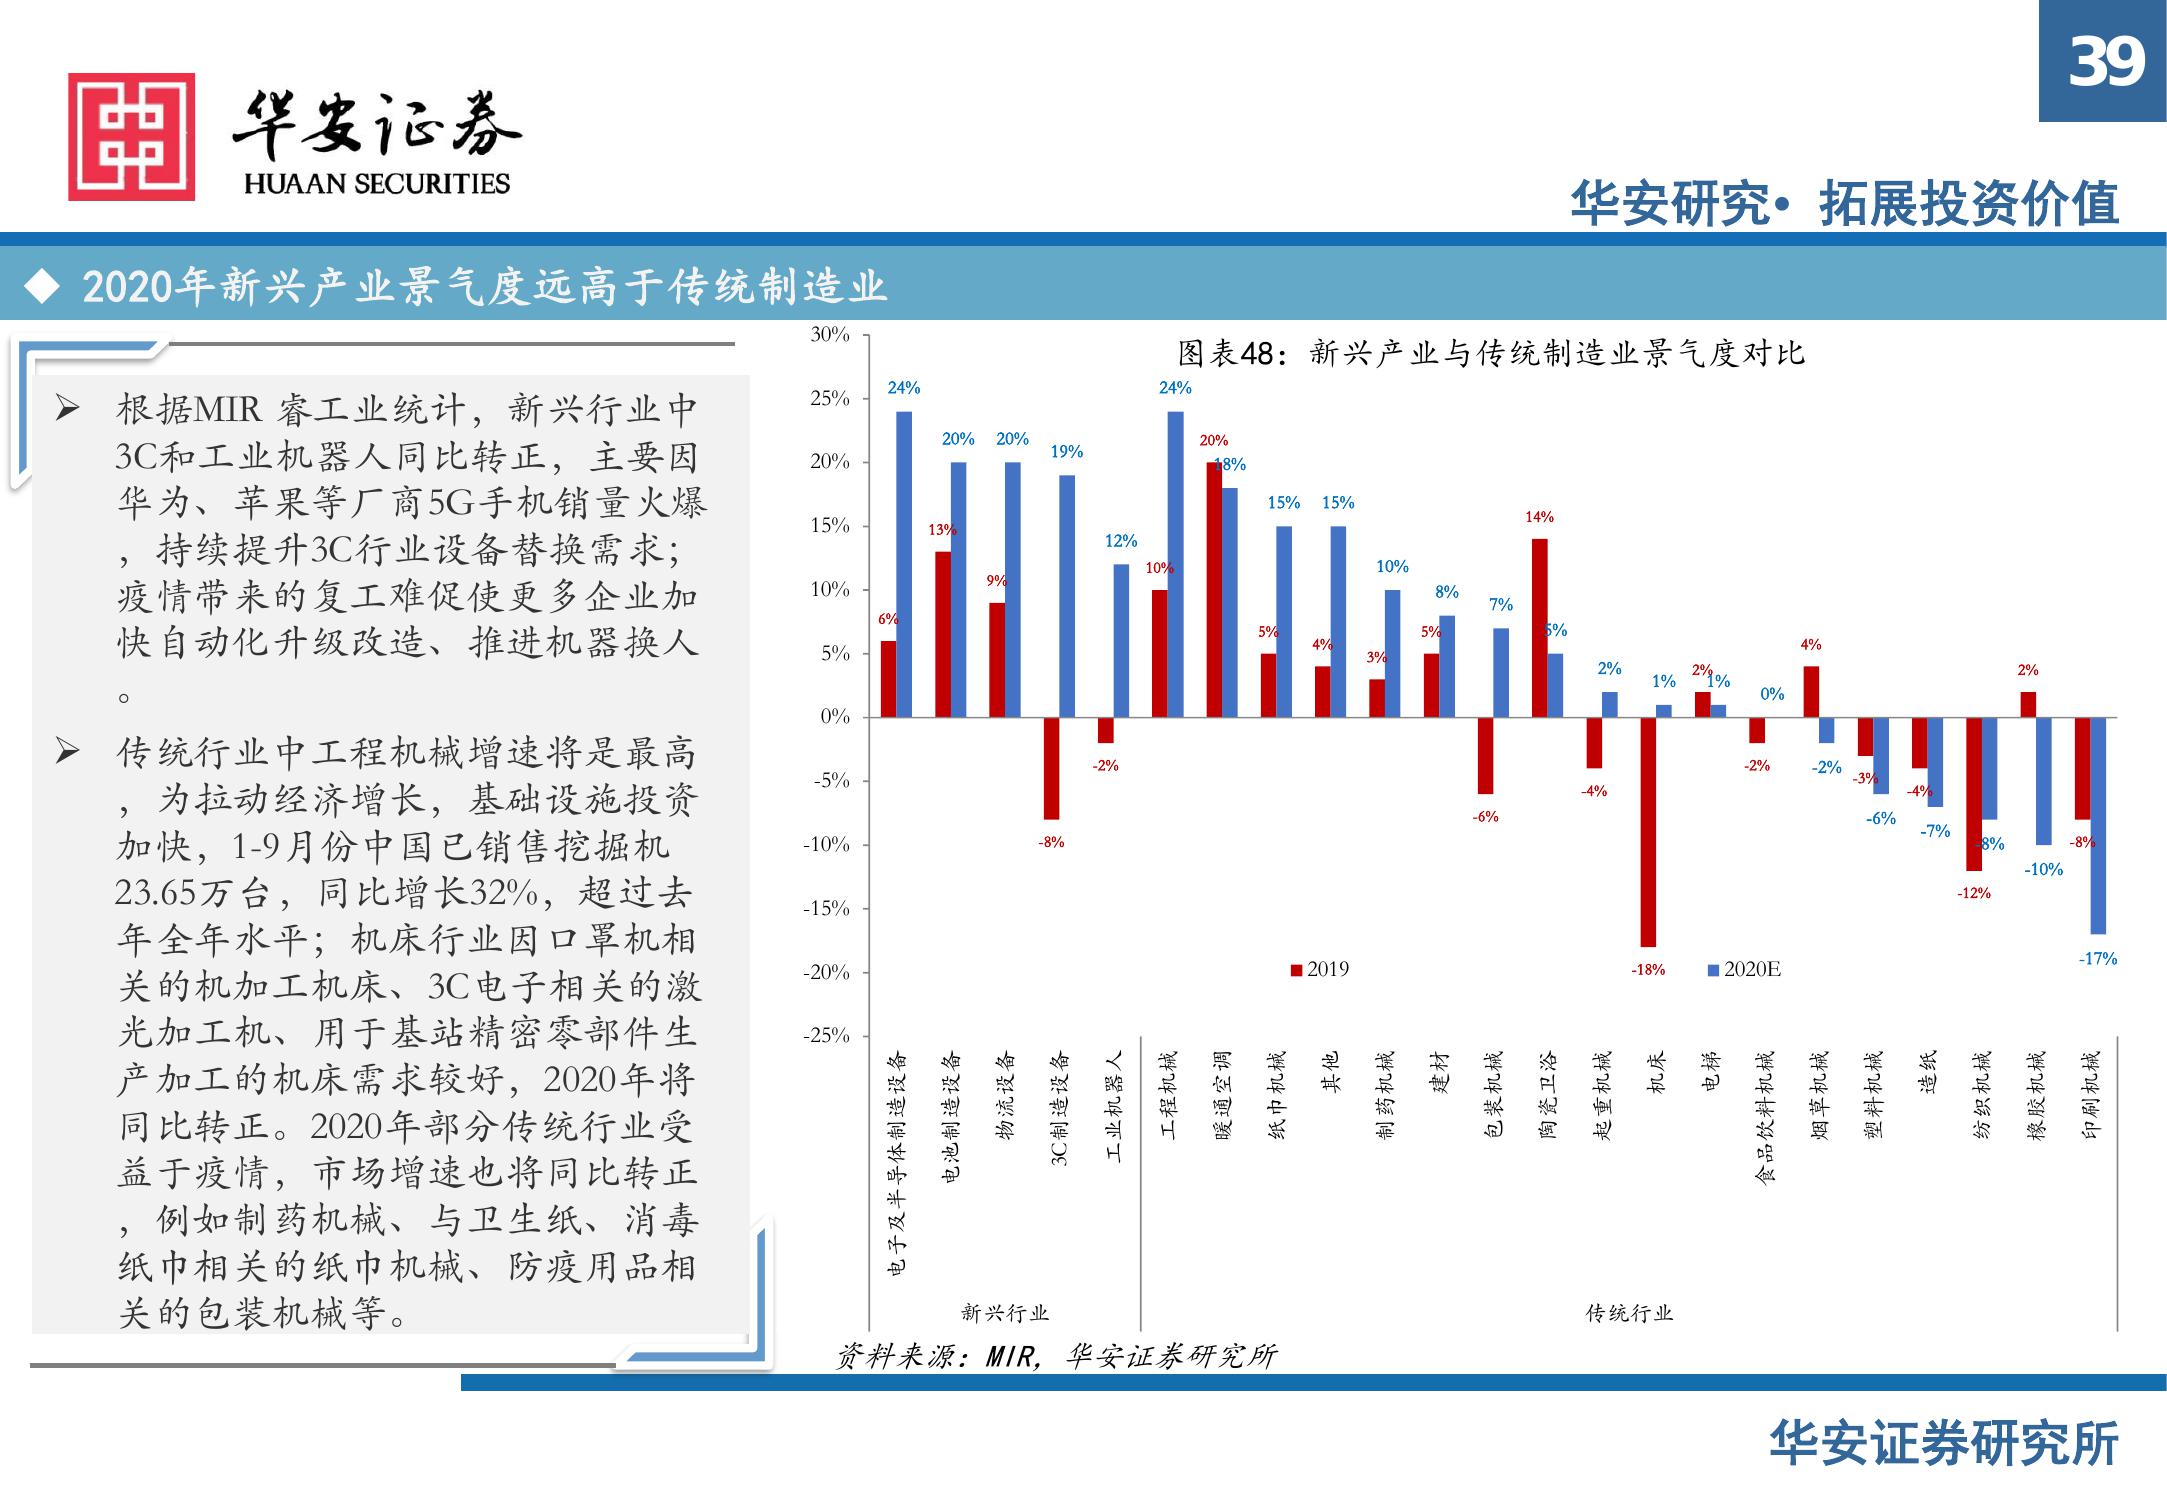 39
华安证券
HUAAN SECURITIES
华安研究• 拓展投资价值
2020年新兴产业景气度远高于传统制造业
根据MIR 睿工业统计，新兴行业中
3C和工业机器人同比转正，主要因
华为、苹果等厂商5G手机销量火爆
，持续提升3C行业设备替换需求；
疫情带来的复工难促使更多企业加
快自动化升级改造、推进机器换人
。
传统行业中工程机械增速将是最高
，为拉动经济增长，基础设施投资
加快，1-9月份中国已销售挖掘机
23.65万台，同比增长32%，超过去
年全年水平；机床行业因口罩机相
关的机加工机床、3C电子相关的激
光加工机、用于基站精密零部件生
产加工的机床需求较好，2020年将
同比转正。2020年部分传统行业受
益于疫情，市场增速也将同比转正
，例如制药机械、与卫生纸、消毒
纸巾相关的纸巾机械、防疫用品相
关的包装机械等。
图表48：新兴产业与传统制造业景气度对比
30%
25%
20%
15%
10%
5%
0%
-5%
-10%
-15%
-20%
-25%
6% 13% 9% -8% -2% 10% 20% 5% 4% 3% 5% -6% 14% -4% -18% 2% -2% 4% -3% -4% -12% 2% -8%
24% 20% 20% 19% 12% 24% 18% 15% 15% 10% 8% 7% 5% 2% 1% 1% 0% -2% -6% -7% -8% -10% -17%
2019 2020E
电子及半导体制造设备
电池制造设备
物流设备
3C制造设备
工业机器人
工程机械
暖通空调
纸巾机械
其他
制药机械
建材
包装机械
陶瓷卫浴
起重机械
机床
电梯
食品饮料机械
烟草机械
塑料机械
造纸
纺织机械
橡胶机械
印刷机械
新兴行业 传统行业
资料来源：MIR，华安证券研究所
华安证券研究所